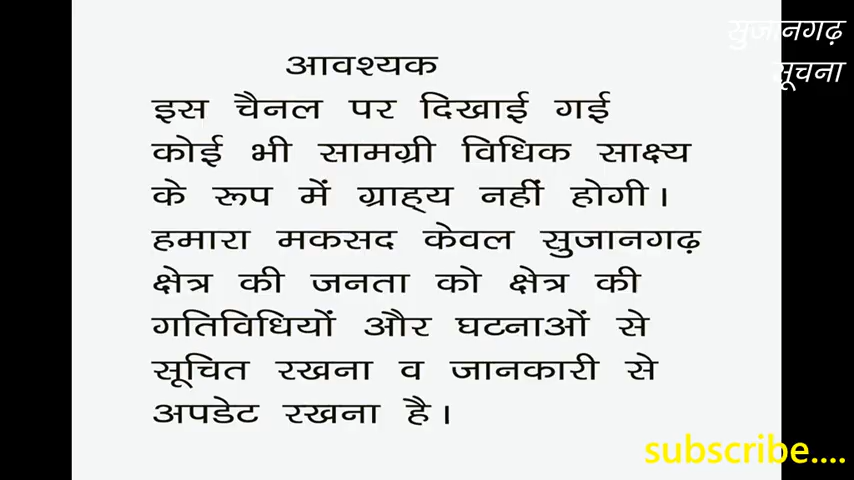 सुजानगढ़
सूचना
आवश्यक
इस चैनल पर दिखाई गई
कोई भी सामग्री विधिक साक्ष्य
के रूप में ग्राह्य नहीं होगी।
हमारा मकसद केवल सुजानगढ़
क्षेत्र की जनता को क्षेत्र की
गतिविधियों और घटनाओं से
सूचित रखना व जानकारी से
अपडेट रखना है।
subscribe....